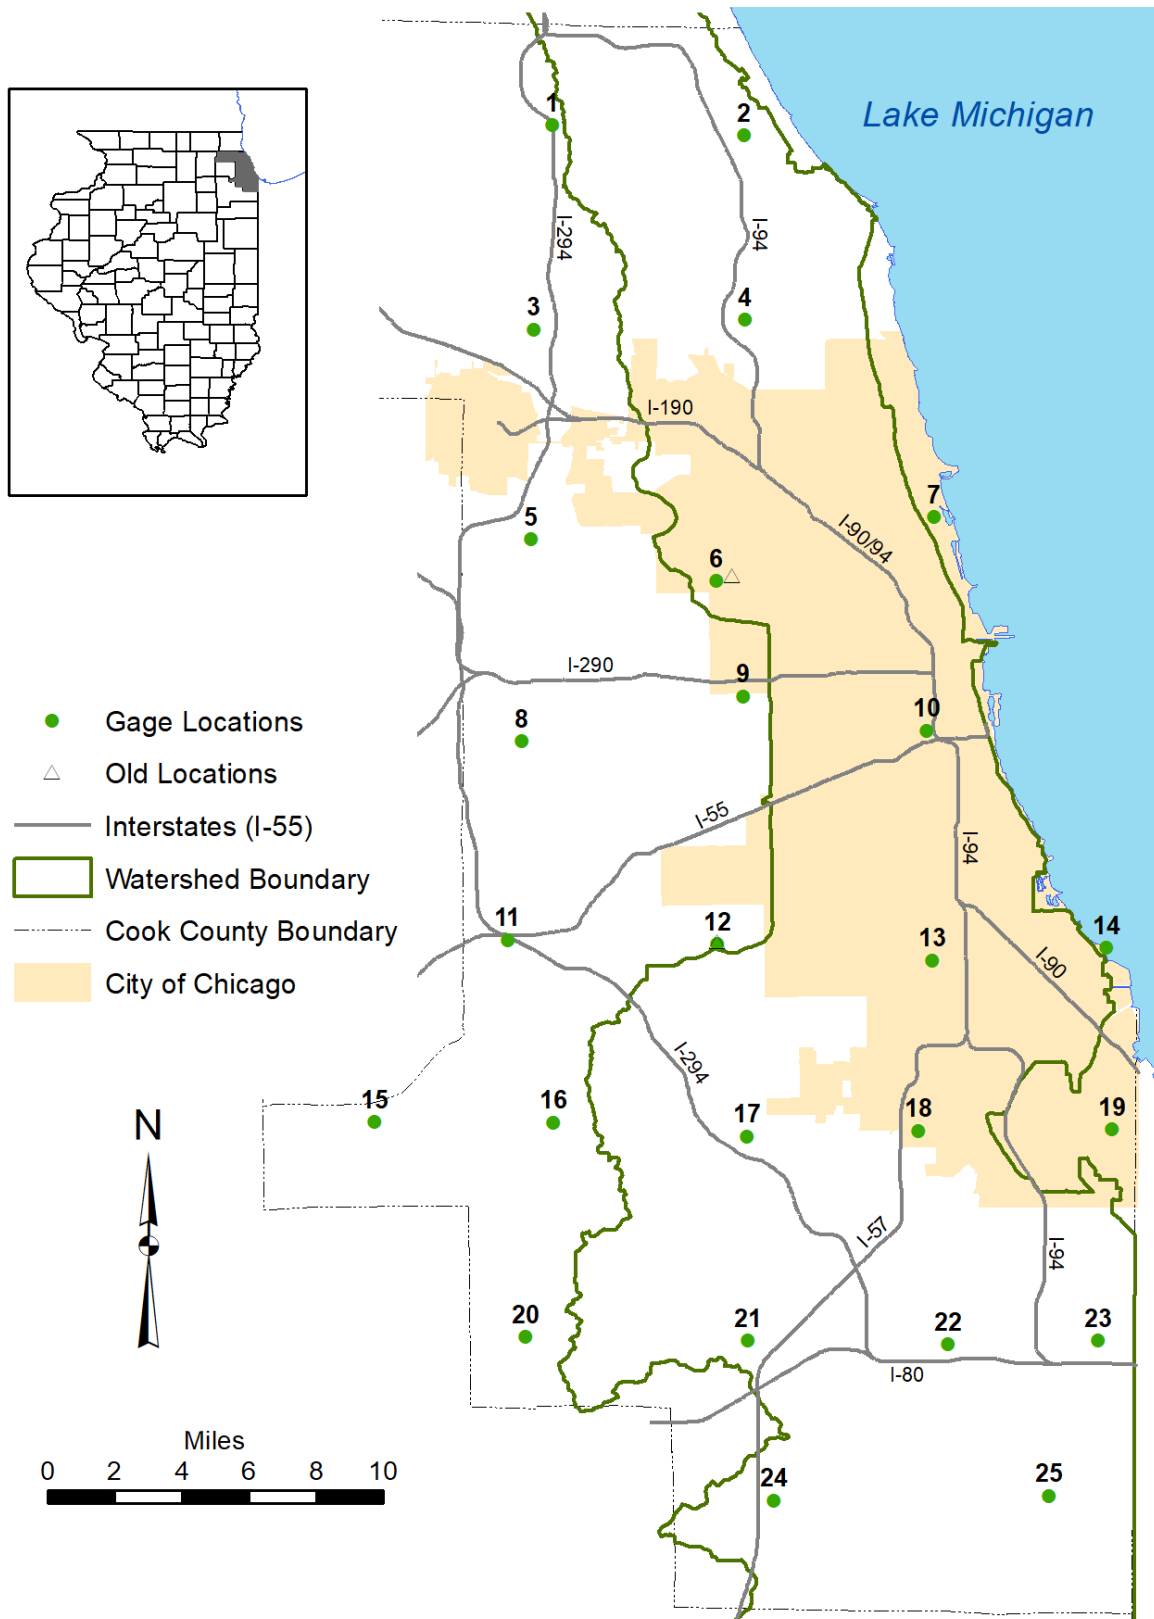 1
2
Lake Michigan
I-294
I-94
3
4
I-190
7
5
I-90/94
6
I-290
9
8
10
Gage Locations
Old Locations
Interstates (I-55)
Watershed Boundary
Cook County Boundary
City of Chicago
I-55
I-94
11
12
13
14
I-90
I-294
15
16
17
18
19
N
I-57
I-94
20
21
22
23
I-80
Miles
0 2 4 6 8 10
24
25